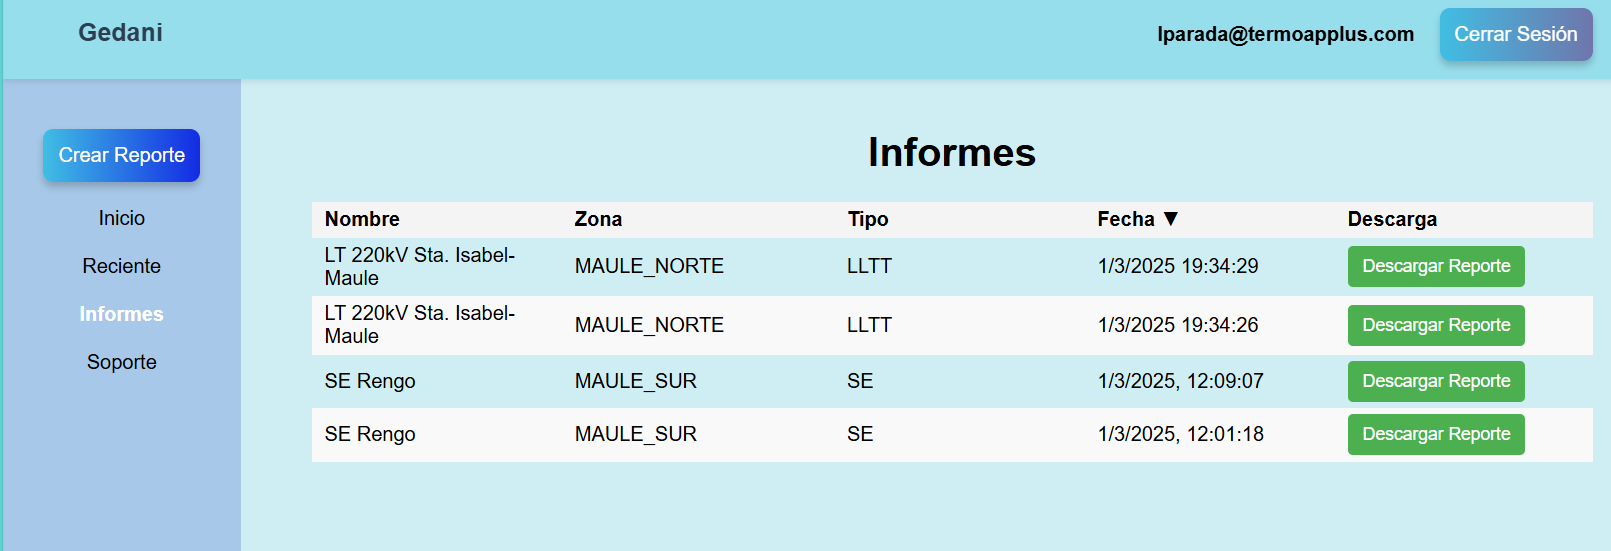 Gedani
lparada@termoapplus.com
Cerrar Sesión
Crear Reporte
Inicio
Reciente
Informes
Soporte
Informes
Nombre Zona Tipo Fecha ▼ Descarga
LT 220kV Sta. Isabel-
Maule MAULE_NORTE LLTT 1/3/2025 19:34:29 Descargar Reporte
LT 220kV Sta. Isabel-
Maule MAULE_NORTE LLTT 1/3/2025 19:34:26 Descargar Reporte
SE Rengo MAULE_SUR SE 1/3/2025, 12:09:07 Descargar Reporte
SE Rengo MAULE_SUR SE 1/3/2025, 12:01:18 Descargar Reporte